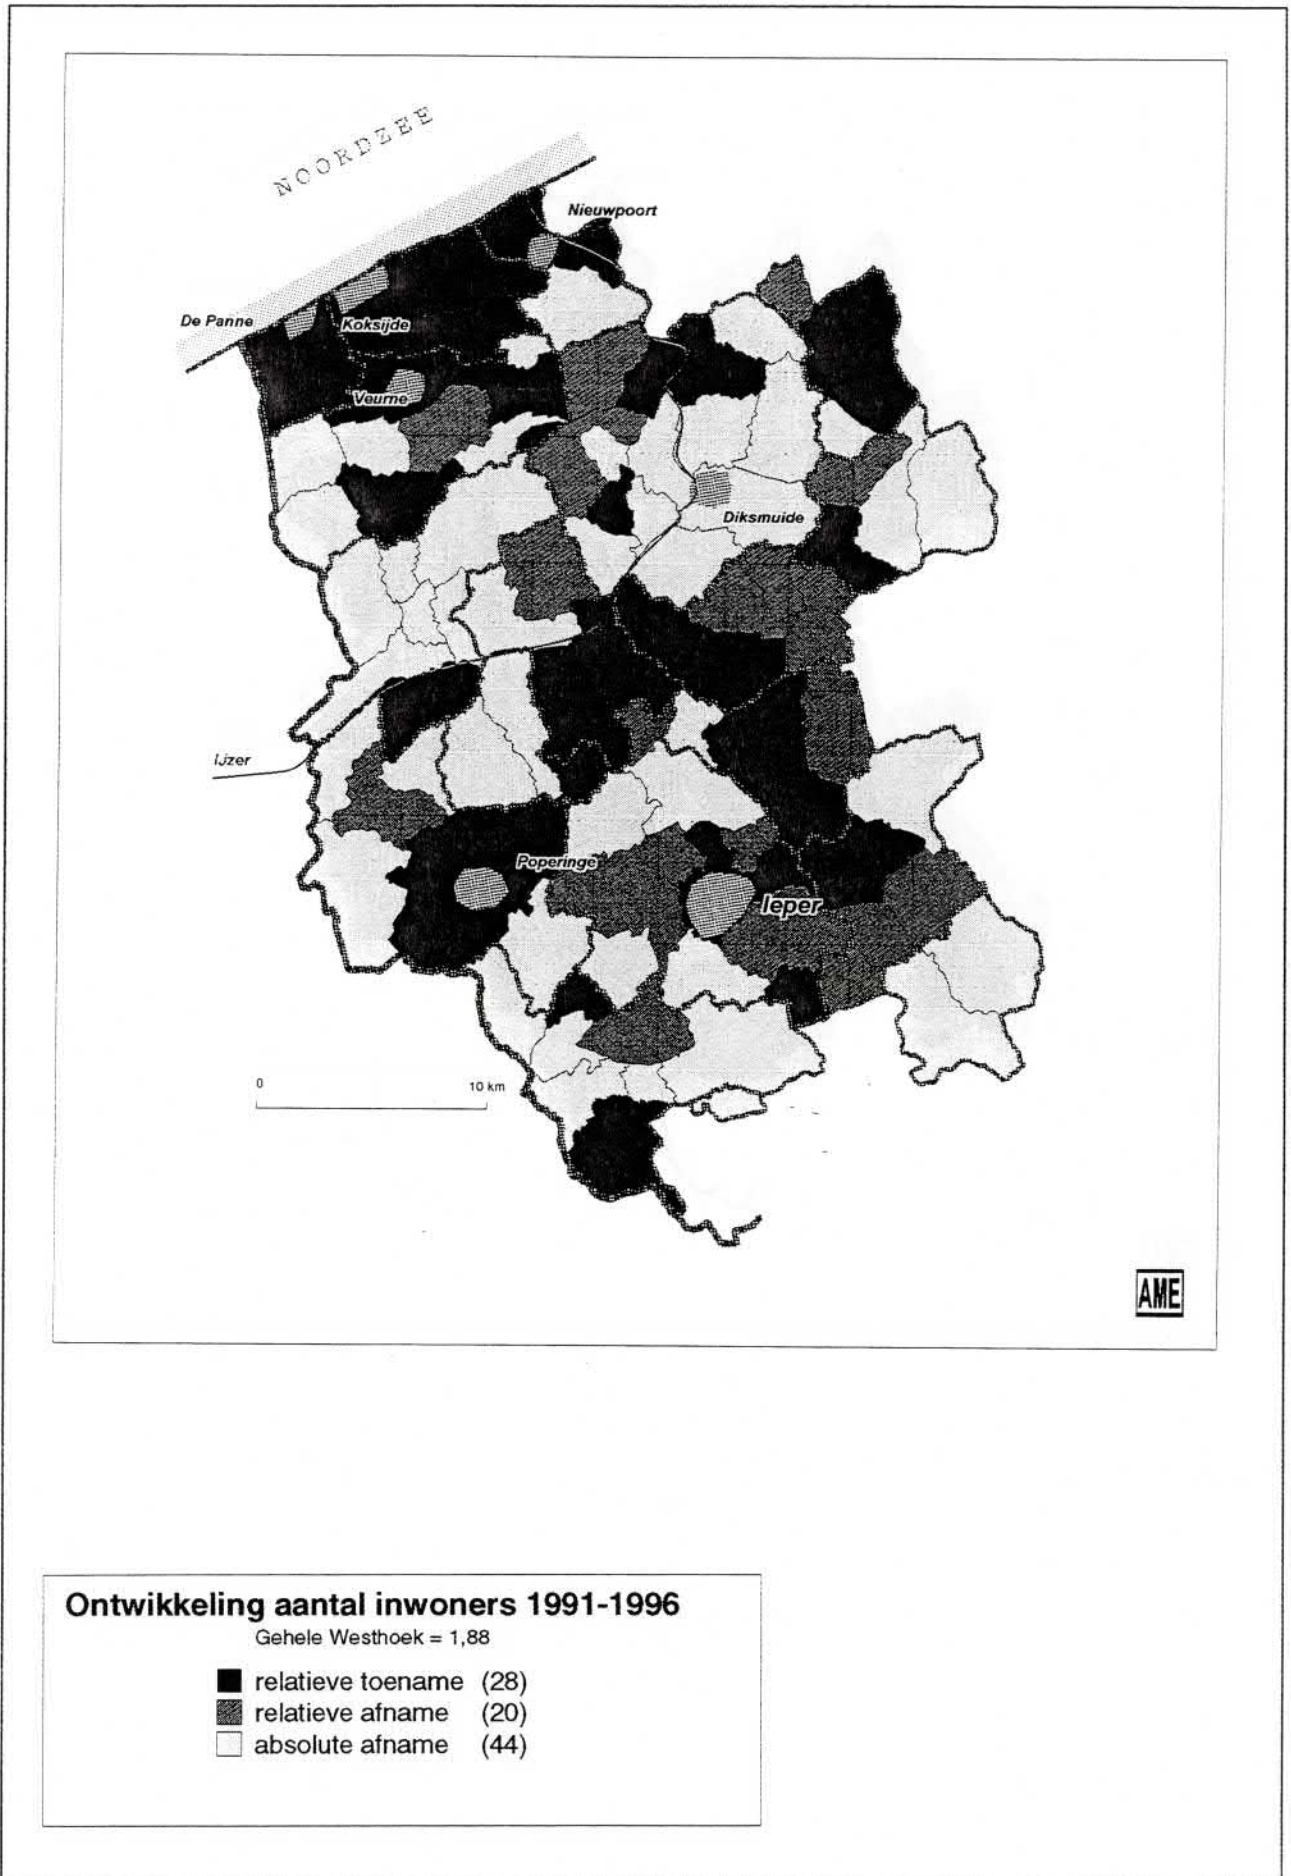 NOORDZEE
Nieuwpoort
De Panne
Koksijde
Veurne
Diksmuide
IJzer
Poperinge
Ieper
0 10 km
AME
Ontwikkeling aantal inwoners 1991-1996
Gehele Westhoek = 1,88
relatieve toename (28)
relatieve afname (20)
absolute afname (44)